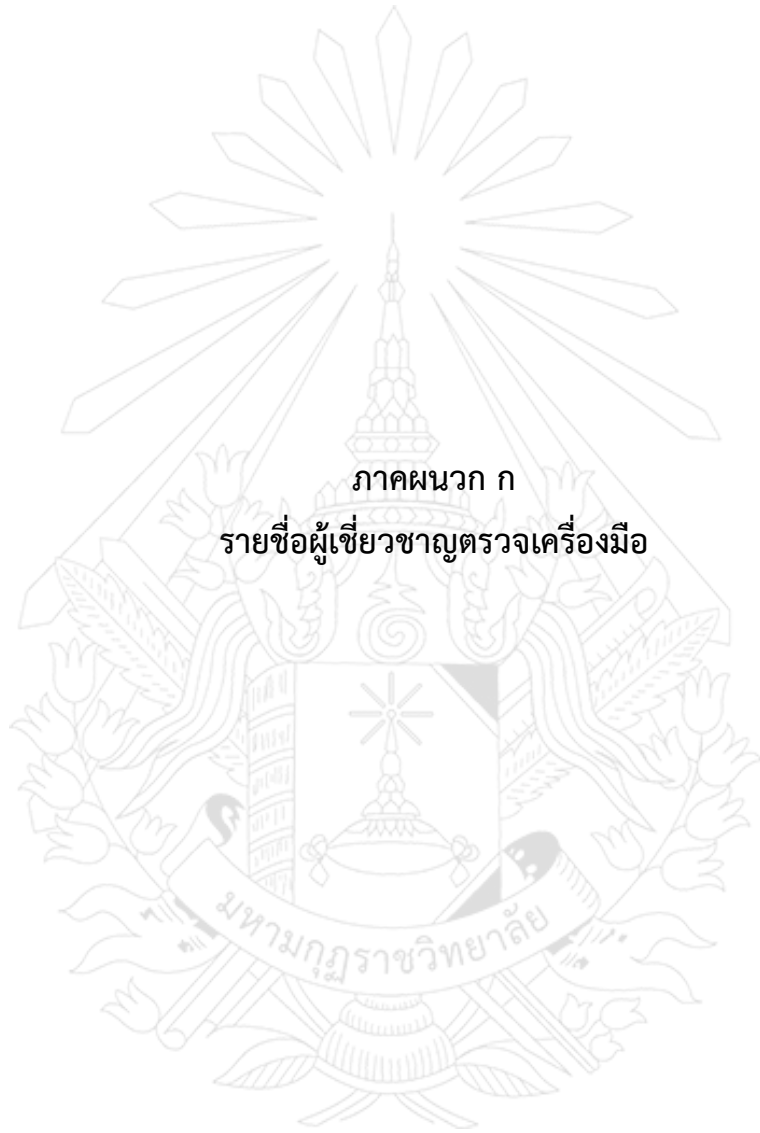 ภาคผนวก ก
รายชื่อผู้เชี่ยวชาญตรวจเครื่องมือ
มหามกุฏราชวิทยาลัย